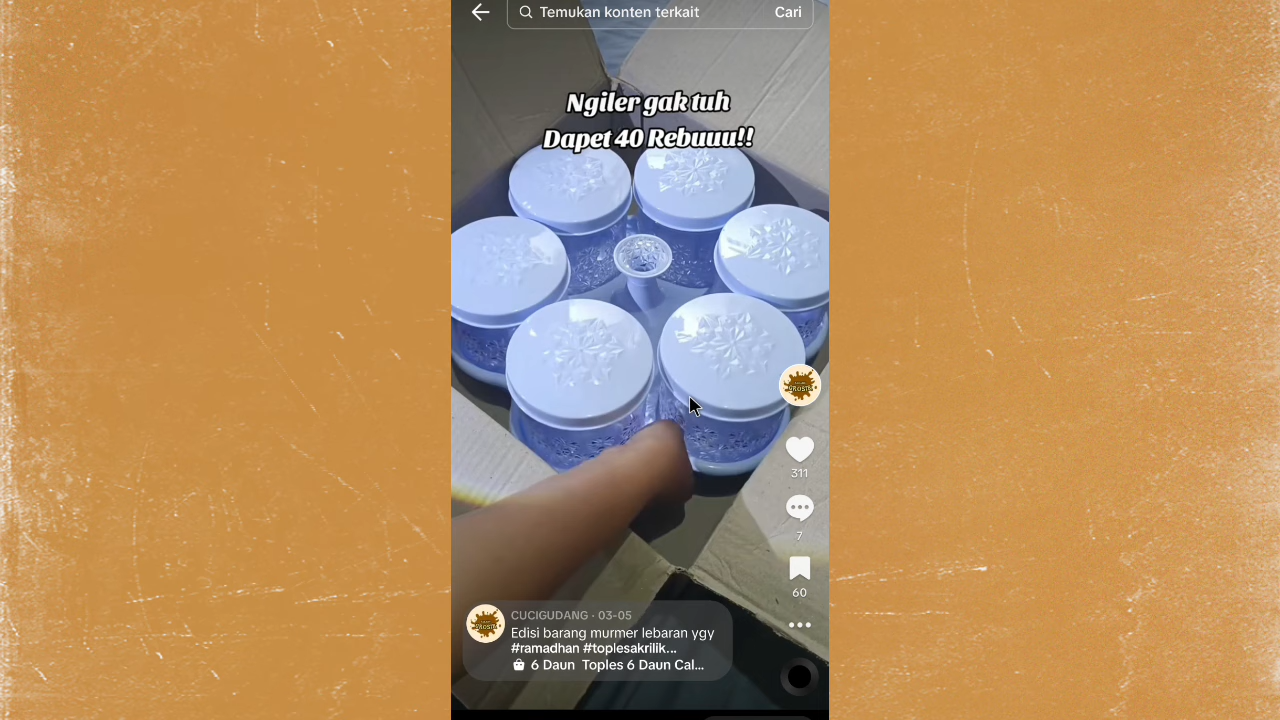 Temukan konten terkait
Cari
Ngiler gak tuh
Dapet 40 Rebuuu!!
311
7
60
CUCIGUDANG · 03-05
Edisi barang murmer lebaran ygy
#ramadhan #toplesakrilik...
6 Daun Toples 6 Daun Cal...